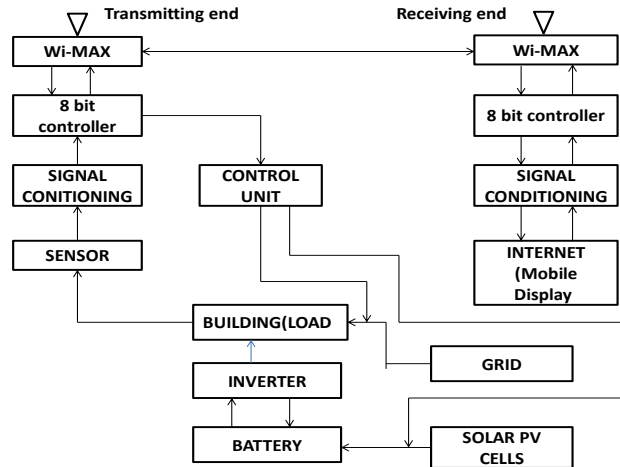 Transmitting end
Receiving end
Wi-MAX
Wi-MAX
8 bit
controller
8 bit controller
SIGNAL
CONITIONING
CONTROL
UNIT
SIGNAL
CONDITIONING
SENSOR
INTERNET
(Mobile
Display
BUILDING(LOAD
GRID
INVERTER
BATTERY
SOLAR PV
CELLS